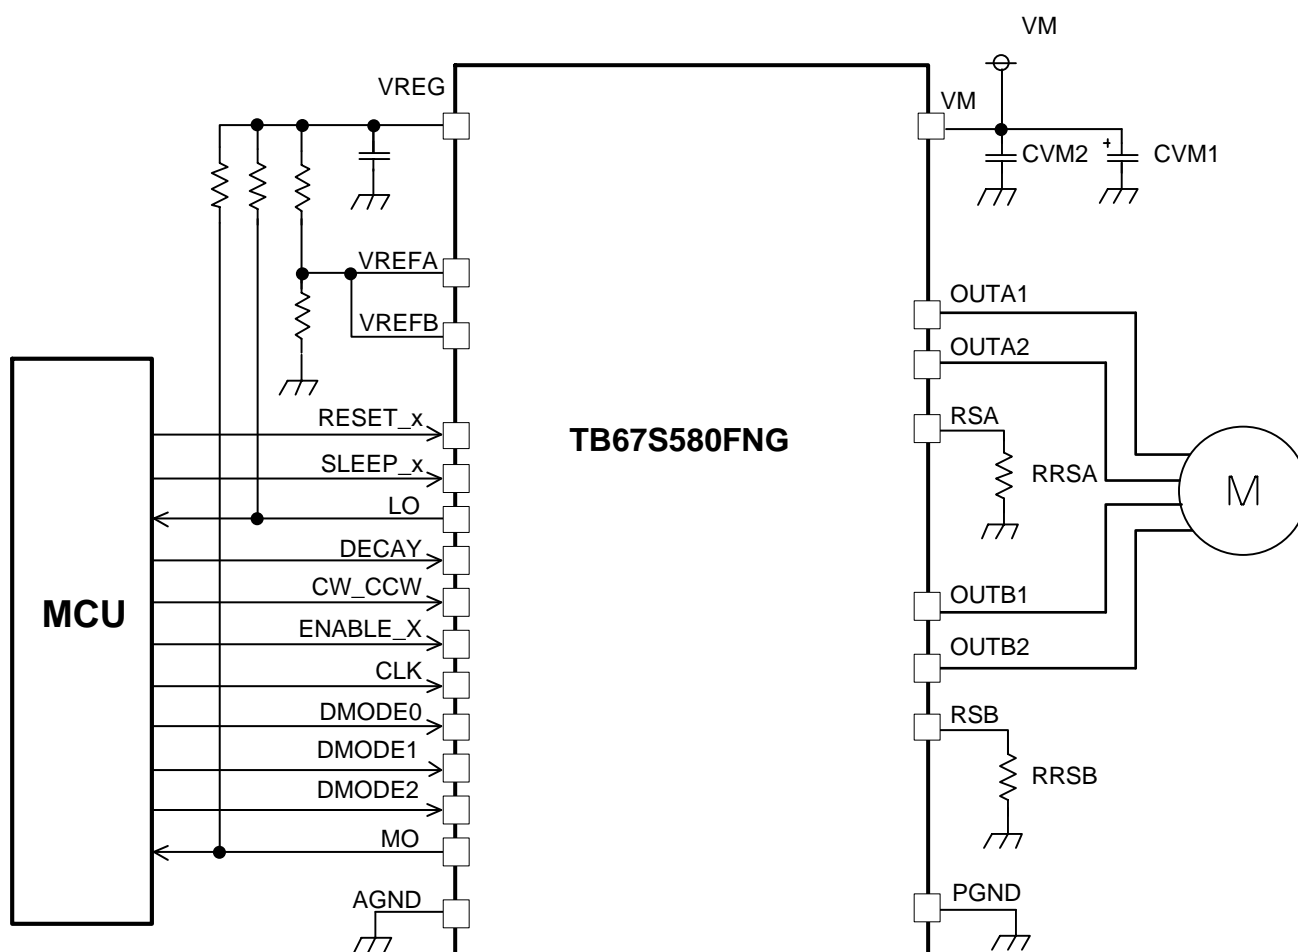 VM
VREG
VM
+
CVM2
CVM1
VREFA
OUTA1
VREFB
OUTA2
RESET_x
RSA
TB67S580FNG
SLEEP_x
RRSA
M
LO
DECAY
CW_CCW
MCU
OUTB1
ENABLE_X
OUTB2
CLK
DMODE0
RSB
DMODE1
RRSB
DMODE2
MO
AGND
PGND